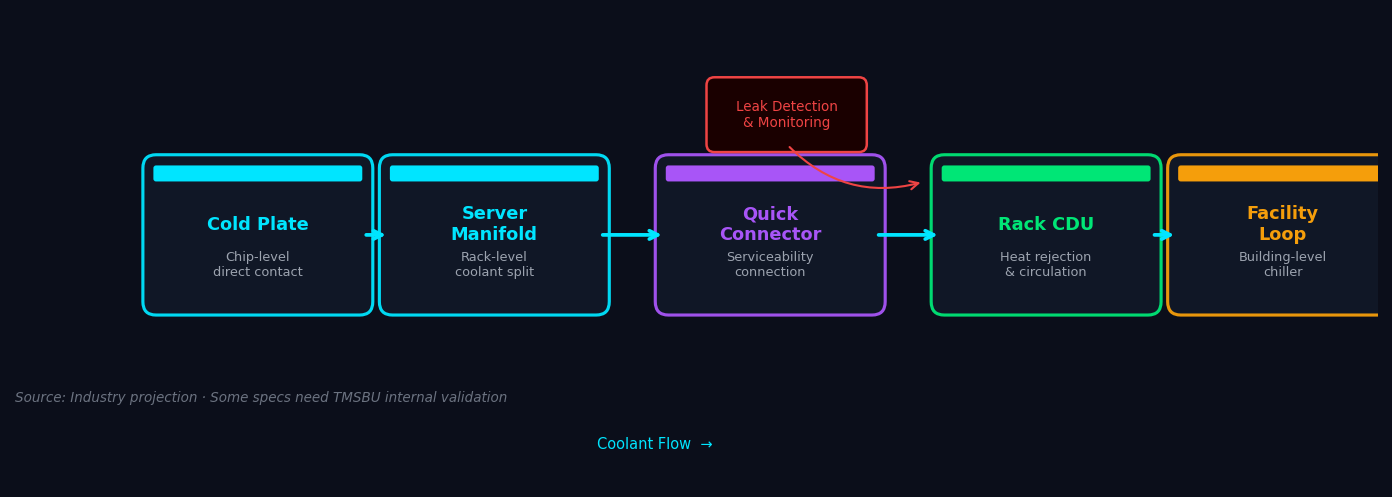 Leak Detection
& Monitoring
Cold Plate
Chip-level
direct contact
Server
Manifold
Rack-level
coolant split
Quick
Connector
Serviceability
connection
Rack CDU
Heat rejection
& circulation
Facility
Loop
Building-level
chiller
Source: Industry projection · Some specs need TMSBU internal validation
Coolant Flow →